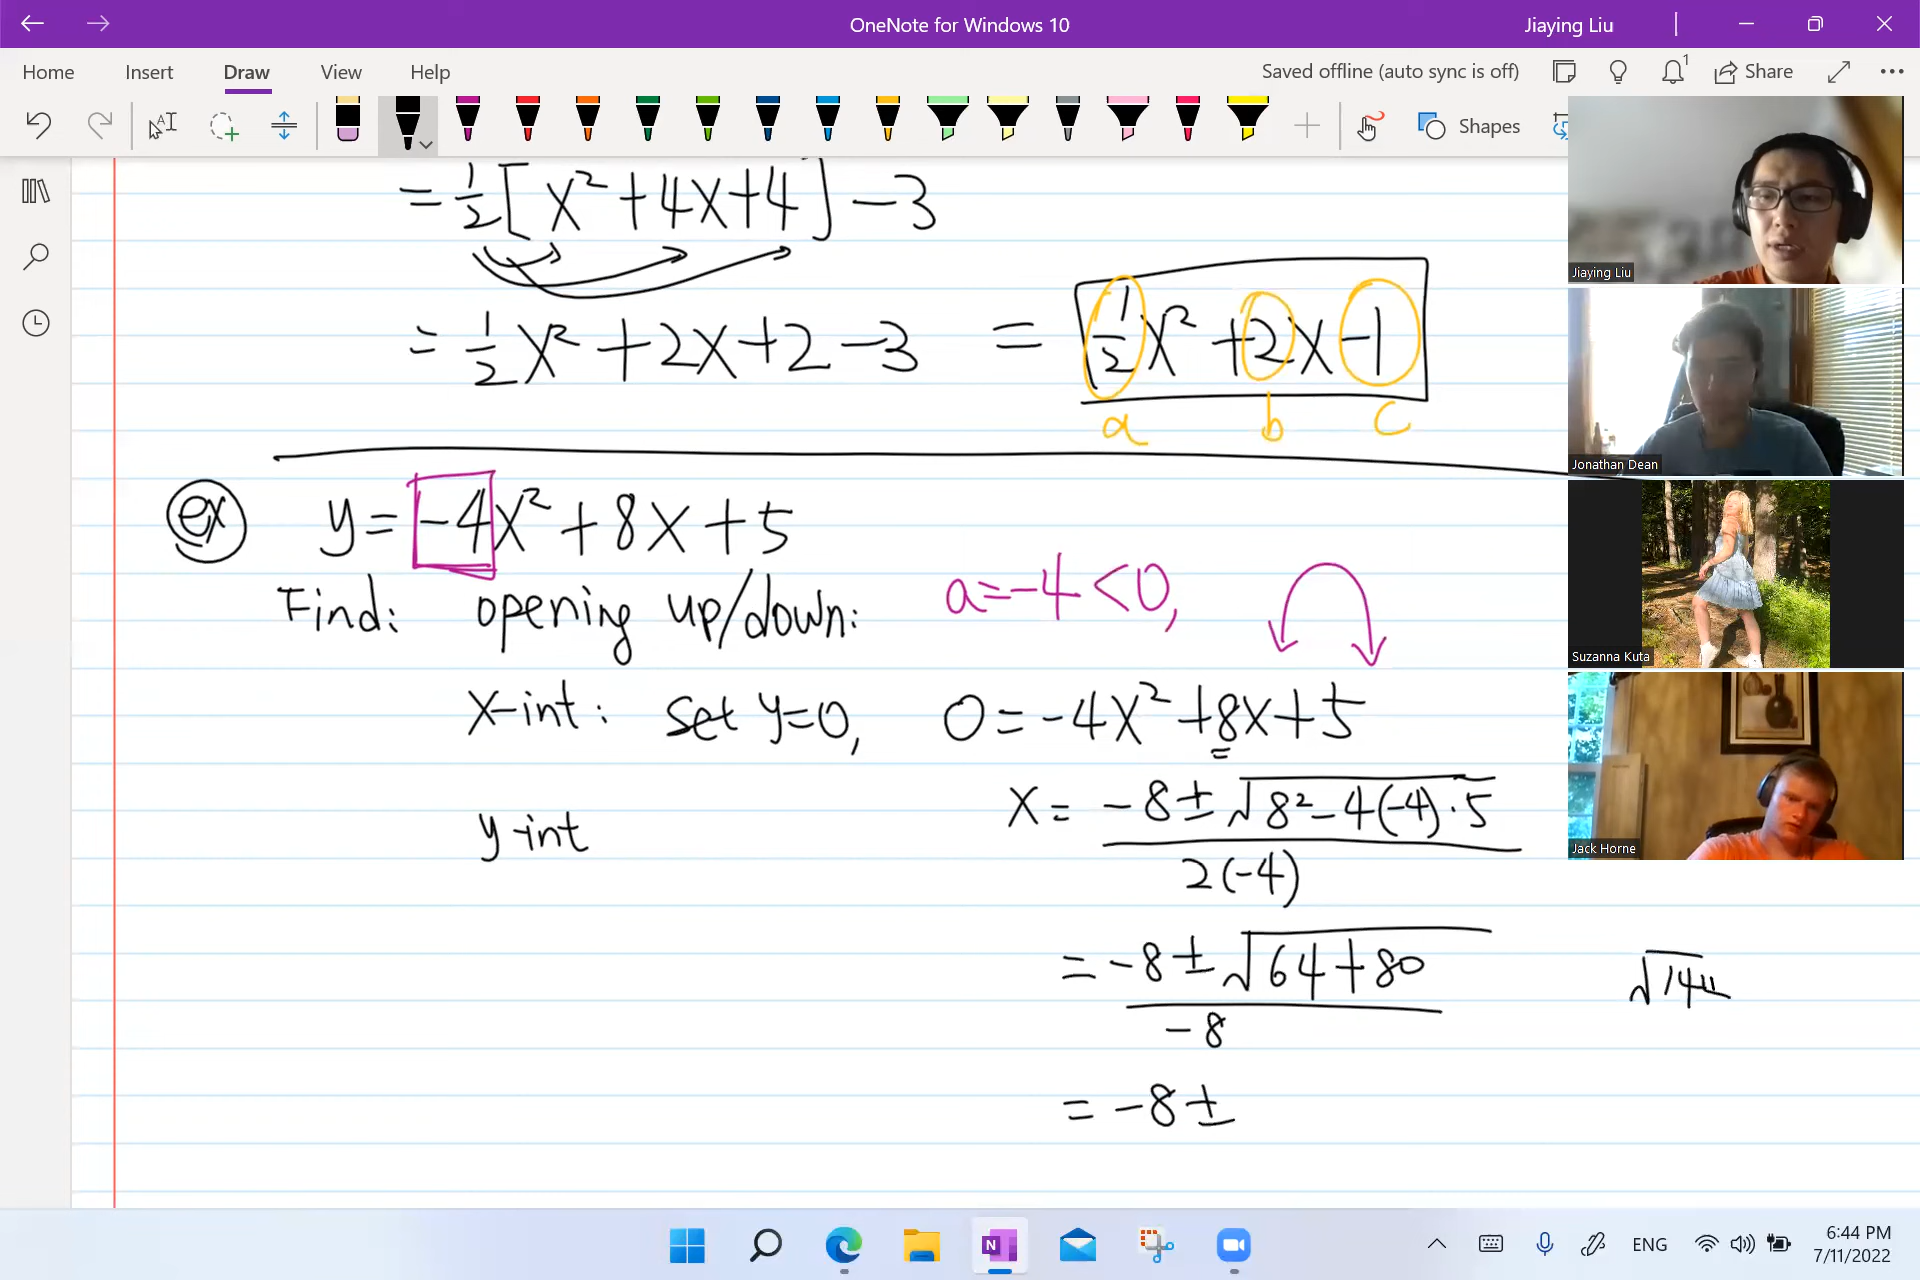 OneNote for Windows 10
Jiaying Liu
Home Insert Draw View Help
Saved offline (auto sync is off)
1
Share
Shapes
= 1/2 [x² + 4x + 4] - 3
= 1/2 x² + 2x + 2 - 3 = 1/2 x² + 2x - 1
a b c
ex y = -4x² + 8x + 5
Find: opening up/down: a = -4 < 0,
x-int: set y=0, 0 = -4x² + 8x + 5
y-int
x = (-8 ± √(8² - 4(-4)·5)) / 2(-4)
= (-8 ± √(64 + 80)) / -8
√144
= -8 ±
Jiaying Liu
Jonathan Dean
Suzanna Kuta
Jack Horne
ENG
6:44 PM
7/11/2022